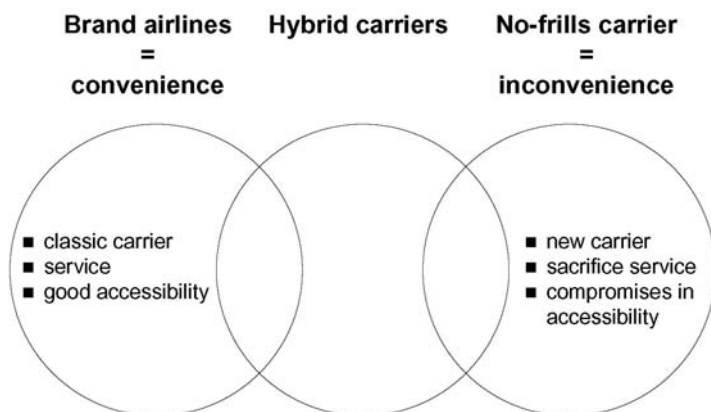 Brand airlines
=
convenience
Hybrid carriers
No-frills carrier
=
inconvenience
■ classic carrier
■ service
■ good accessibility
■ new carrier
■ sacrifice service
■ compromises in
accessibility